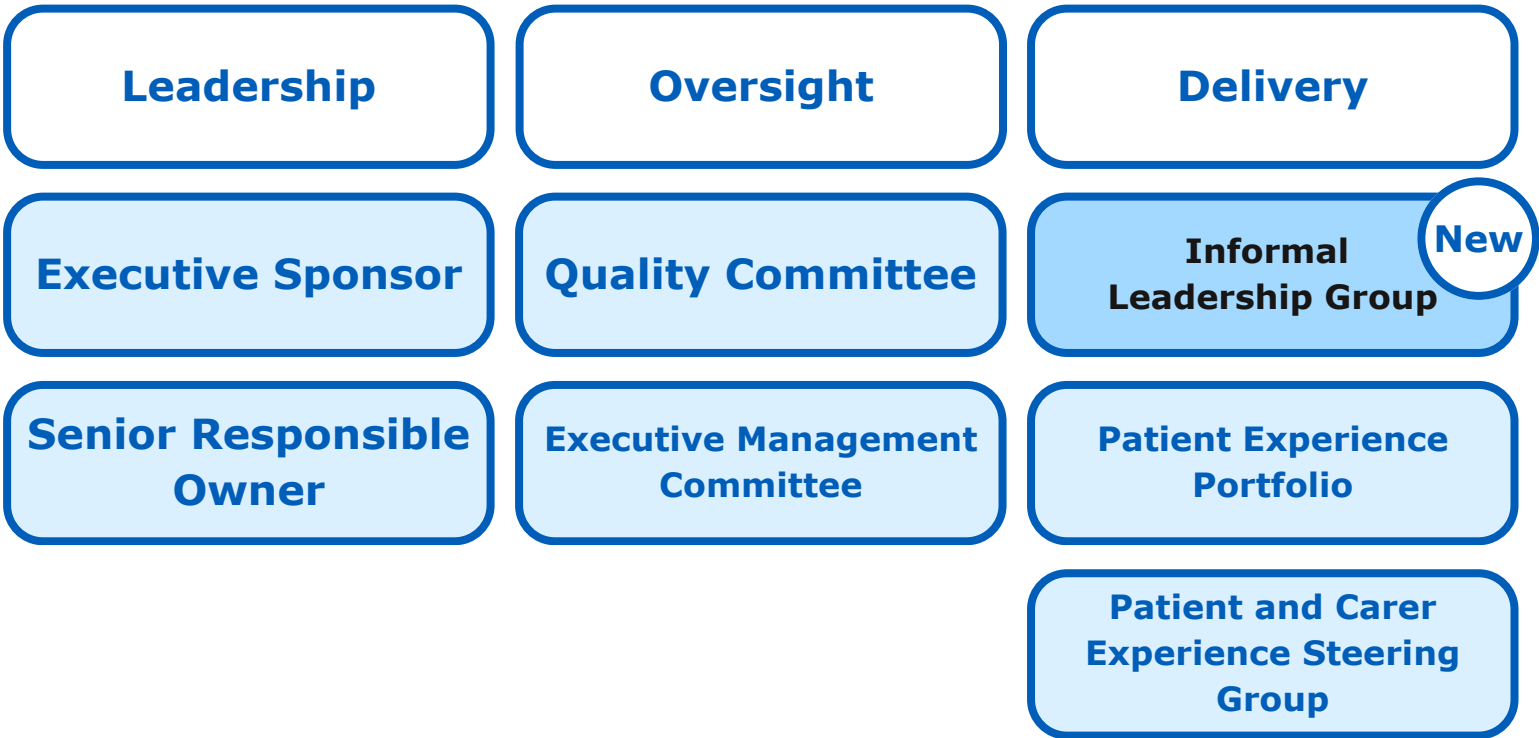 Leadership
Oversight
Delivery
Executive Sponsor
Quality Committee
Informal
Leadership Group
New
Senior Responsible
Owner
Executive Management
Committee
Patient Experience
Portfolio
Patient and Carer
Experience Steering
Group